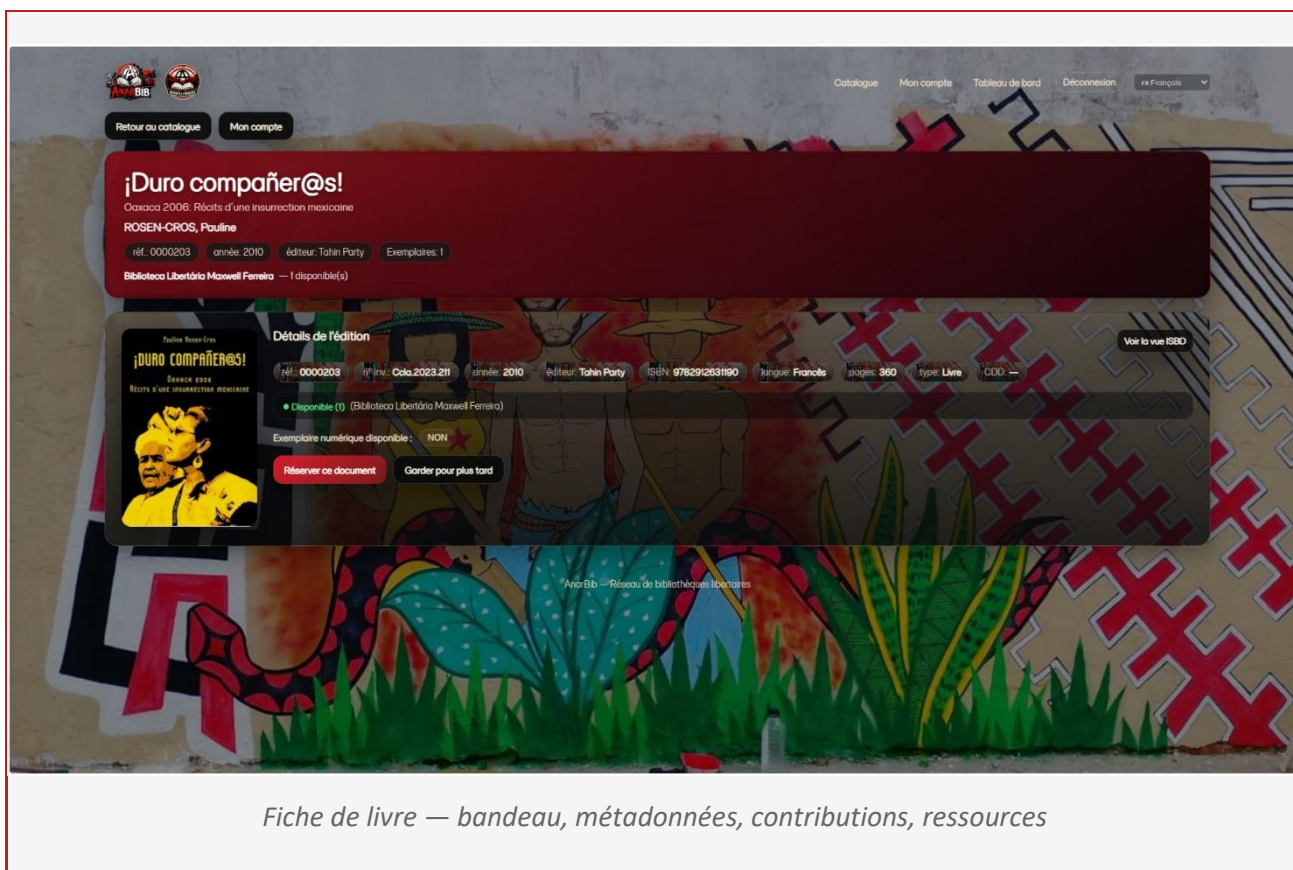 ANARBIB
Catalogue Mon compte Tableau de bord Déconnexion FR Français
Retour au catalogue Mon compte
¡Duro compañer@s!
Oaxaca 2006: Récits d'une insurrection mexicaine
ROSEN-CROS, Pauline
réf.: 0000203 année: 2010 éditeur: Tahin Party Exemplaires: 1
Biblioteca Libertária Maxwell Ferreira — 1 disponible(s)
Pauline Rosen-Cros
¡DURO COMPAÑER@S!
OAXACA 2006
RÉCITS D'UNE INSURRECTION MEXICAINE
Détails de l'édition
Voir la vue ISBD
réf.: 0000203 nº inv.: Cola.2023.211 année: 2010 éditeur: Tahin Party ISBN: 9782912631190 langue: Francês pages: 360 type: Livre CDD: —
Disponible (1) (Biblioteca Libertária Maxwell Ferreira)
Exemplaire numérique disponible : NON
Réserver ce document Garder pour plus tard
AnarBib — Réseau de bibliothèques libertaires
Fiche de livre — bandeau, métadonnées, contributions, ressources